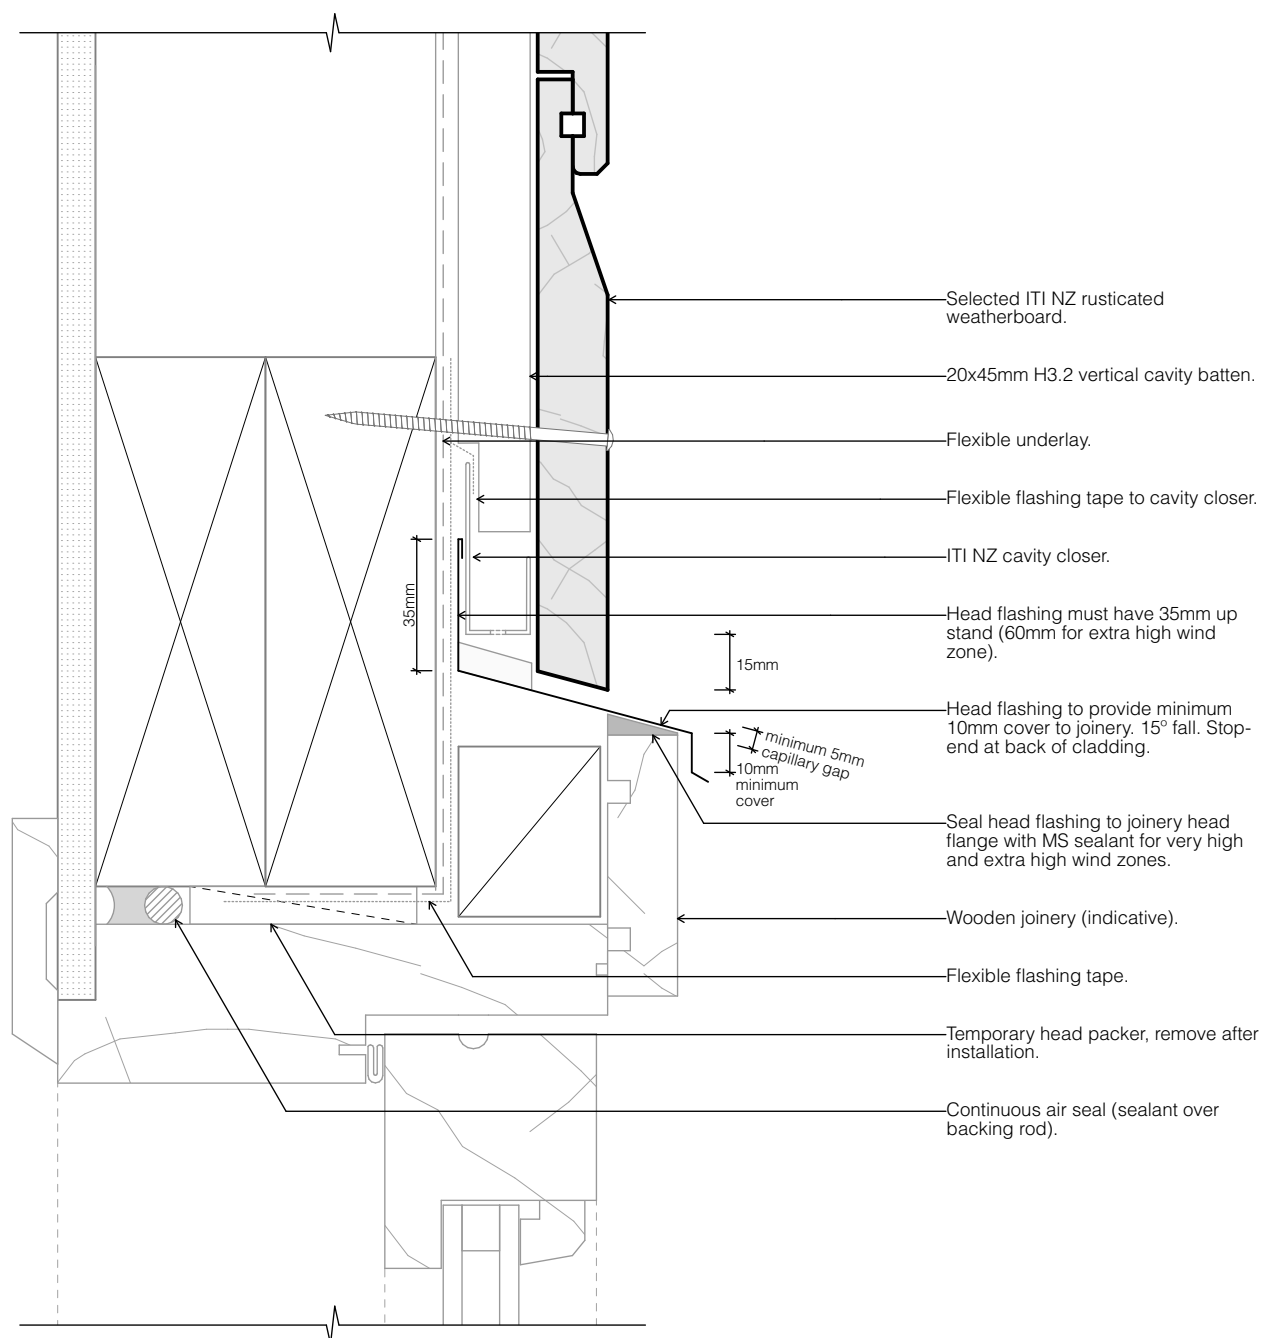 Selected ITI NZ rusticated
weatherboard.
20x45mm H3.2 vertical cavity batten.
Flexible underlay.
Flexible flashing tape to cavity closer.
ITI NZ cavity closer.
35mm
Head flashing must have 35mm up
stand (60mm for extra high wind
zone).
15mm
Head flashing to provide minimum
10mm cover to joinery. 15° fall. Stop-
end at back of cladding.
minimum 5mm
capillary gap
10mm
minimum
cover
Seal head flashing to joinery head
flange with MS sealant for very high
and extra high wind zones.
Wooden joinery (indicative).
Flexible flashing tape.
Temporary head packer, remove after
installation.
Continuous air seal (sealant over
backing rod).